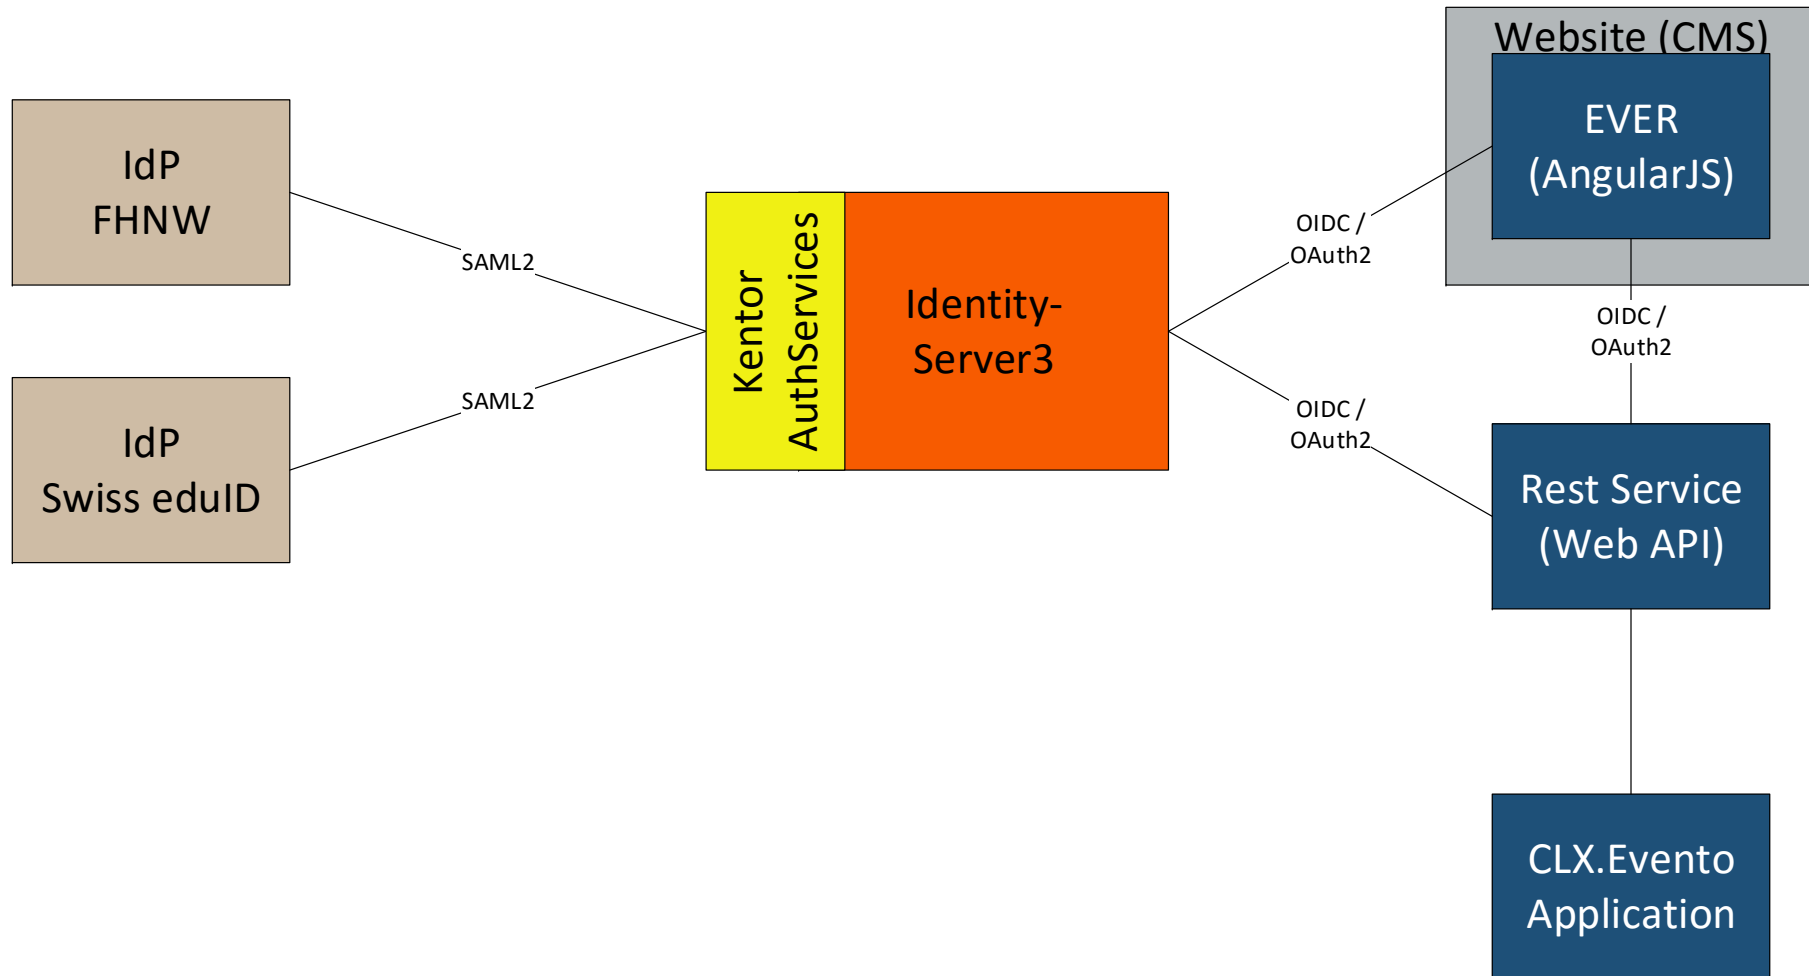 Website (CMS)
EVER
(AngularJS)
IdP
FHNW
SAML2
Kentor
AuthServices
Identity-
Server3
OIDC /
OAuth2
OIDC /
OAuth2
IdP
Swiss eduID
SAML2
OIDC /
OAuth2
Rest Service
(Web API)
CLX.Evento
Application